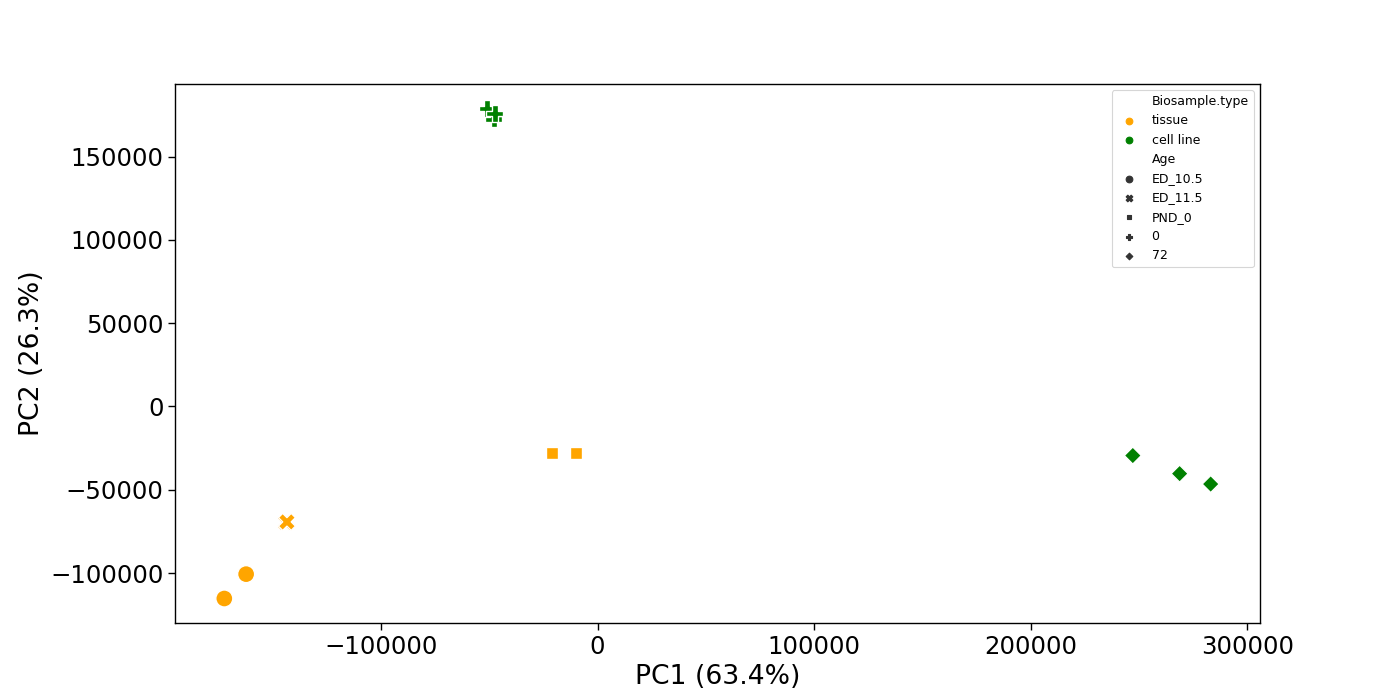 Biosample.type
tissue
cell line
Age
ED_10.5
ED_11.5
PND_0
0
72
150000
100000
50000
0
−50000
−100000
PC2 (26.3%)
−100000 0 100000 200000 300000
PC1 (63.4%)